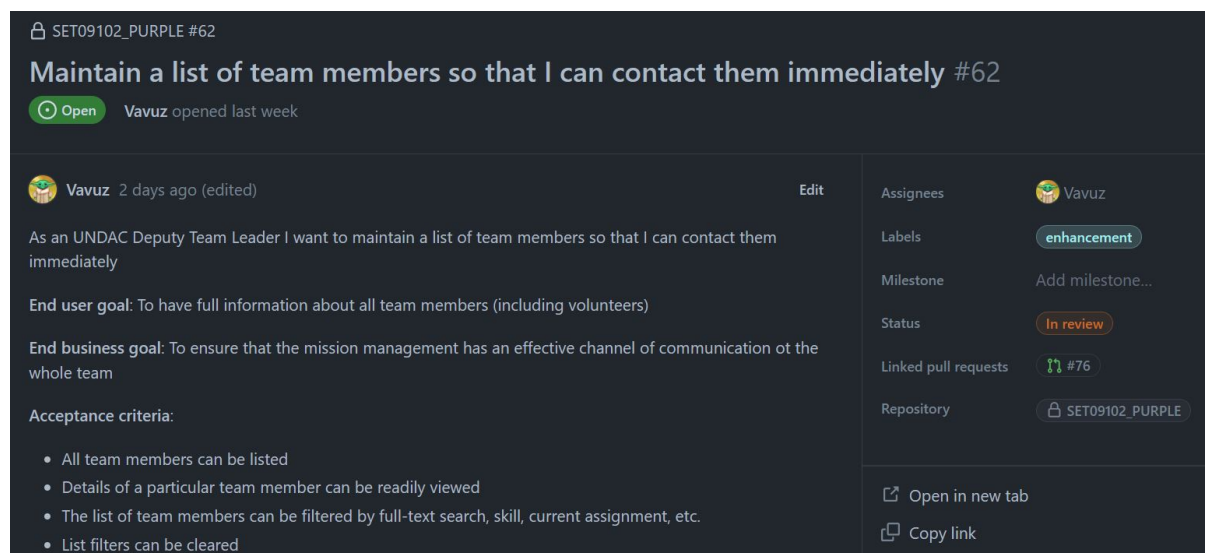 SET09102_PURPLE #62
Maintain a list of team members so that I can contact them immediately #62
Open Vavuz opened last week
Vavuz 2 days ago (edited) Edit
As an UNDAC Deputy Team Leader I want to maintain a list of team members so that I can contact them
immediately
End user goal: To have full information about all team members (including volunteers)
End business goal: To ensure that the mission management has an effective channel of communication ot the
whole team
Acceptance criteria:
• All team members can be listed
• Details of a particular team member can be readily viewed
• The list of team members can be filtered by full-text search, skill, current assignment, etc.
• List filters can be cleared
Assignees Vavuz
Labels enhancement
Milestone Add milestone...
Status In review
Linked pull requests #76
Repository SET09102_PURPLE
Open in new tab
Copy link